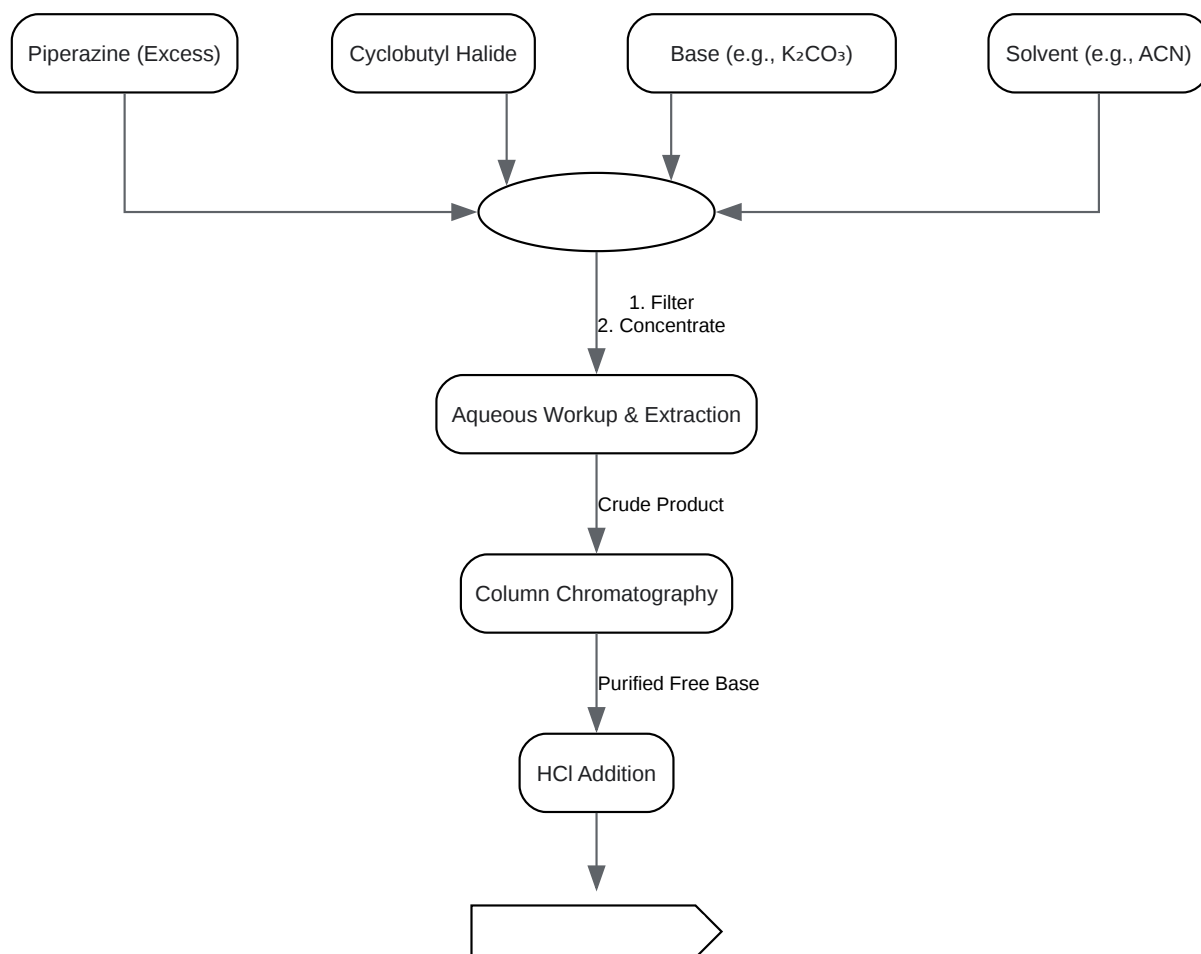 Piperazine (Excess)
Cyclobutyl Halide
Base (e.g., K₂CO₃)
Solvent (e.g., ACN)
1. Filter
2. Concentrate
Aqueous Workup & Extraction
Crude Product
Column Chromatography
Purified Free Base
HCl Addition